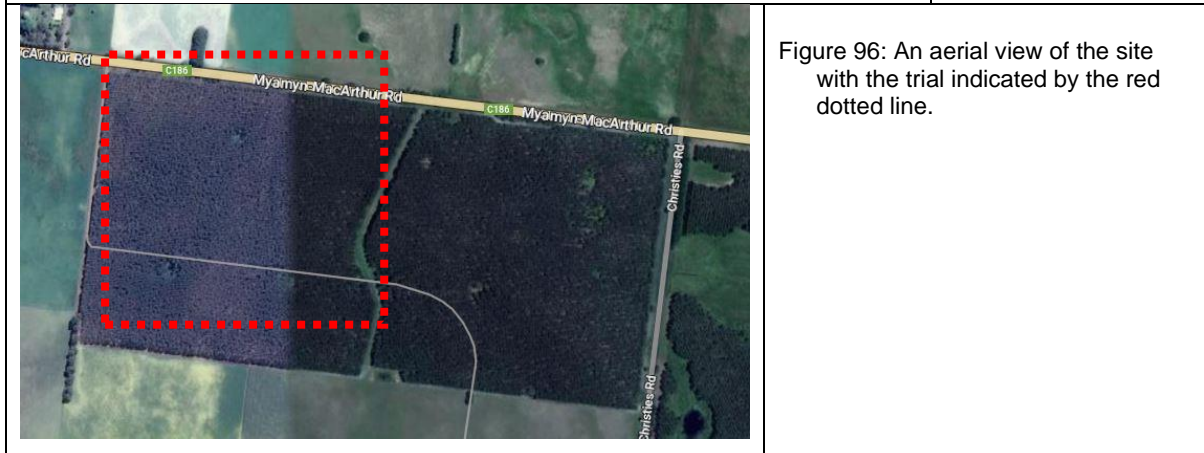 cArthur Rd
C186
Myamyn-MacArthur Rd
C186
Myamyn-MacArthur Rd
Christies Rd
Christies Rd
Figure 96: An aerial view of the site
with the trial indicated by the red
dotted line.